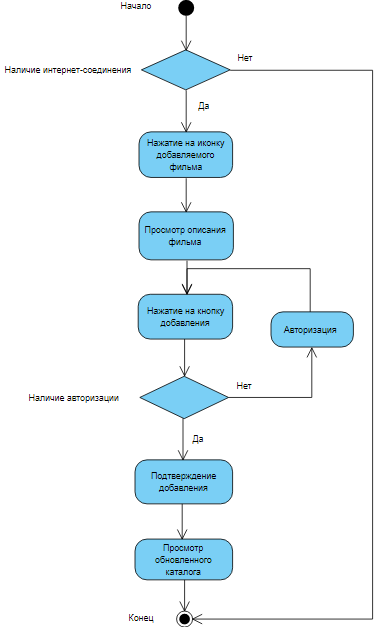 Начало
Нет
Наличие интернет-соединения
Да
Нажатие на иконку
добавляемого
фильма
Просмотр описания
фильма
Нажатие на кнопку
добавления
Авторизация
Нет
Наличие авторизации
Да
Подтверждение
добавления
Просмотр
обновленного
каталога
Конец